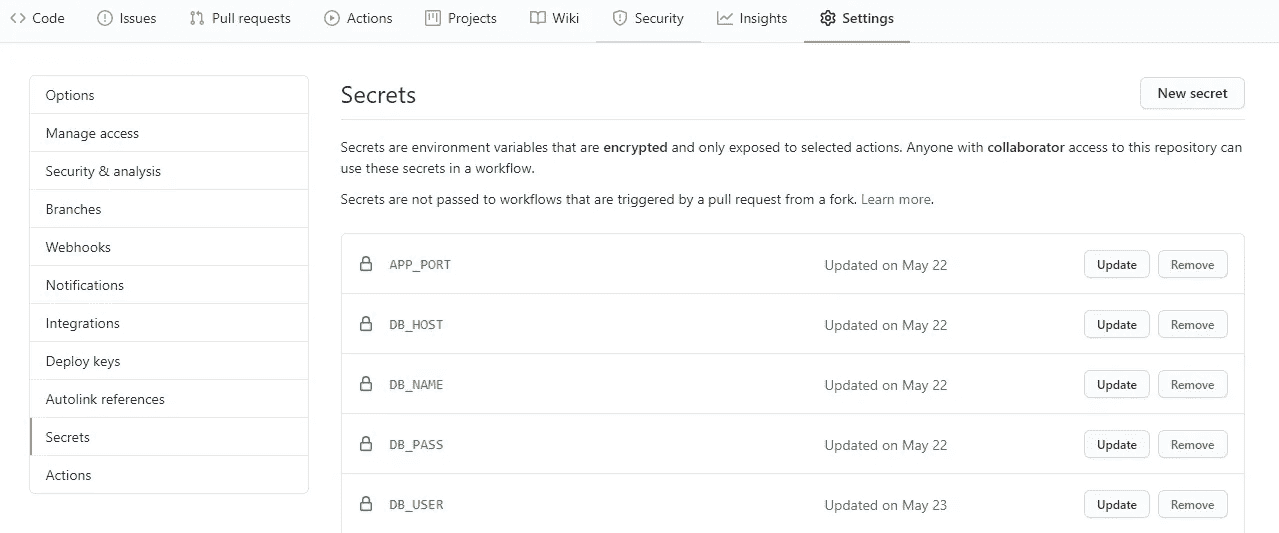 Code Issues Pull requests Actions Projects Wiki Security Insights Settings
Options
Manage access
Security & analysis
Branches
Webhooks
Notifications
Integrations
Deploy keys
Autolink references
Secrets
Actions
Secrets
New secret
Secrets are environment variables that are encrypted and only exposed to selected actions. Anyone with collaborator access to this repository can
use these secrets in a workflow.
Secrets are not passed to workflows that are triggered by a pull request from a fork. Learn more.
APP_PORT Updated on May 22 Update Remove
DB_HOST Updated on May 22 Update Remove
DB_NAME Updated on May 22 Update Remove
DB_PASS Updated on May 22 Update Remove
DB_USER Updated on May 23 Update Remove